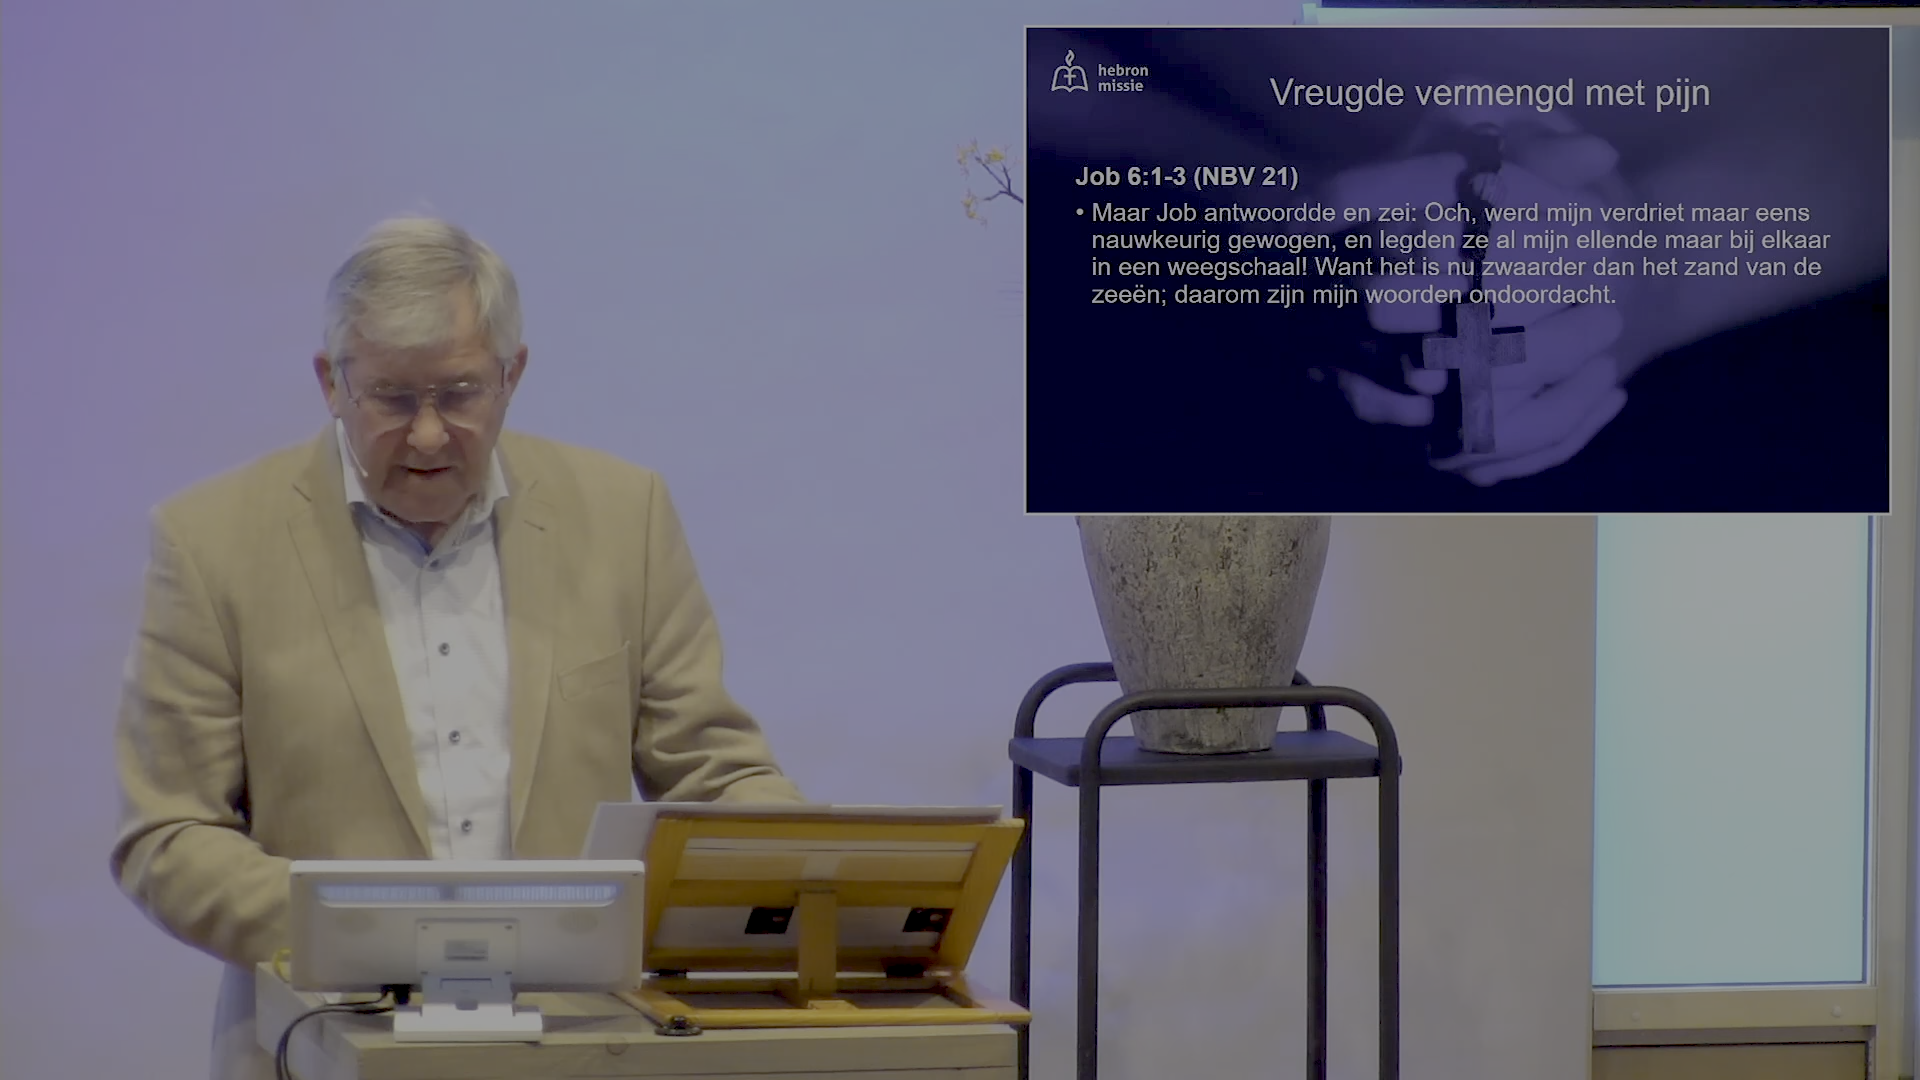 hebron
missie
Vreugde vermengd met pijn
Job 6:1-3 (NBV 21)
• Maar Job antwoordde en zei: Och, werd mijn verdriet maar eens
nauwkeurig gewogen, en legden ze al mijn ellende maar bij elkaar
in een weegschaal! Want het is nu zwaarder dan het zand van de
zeeën; daarom zijn mijn woorden ondoordacht.